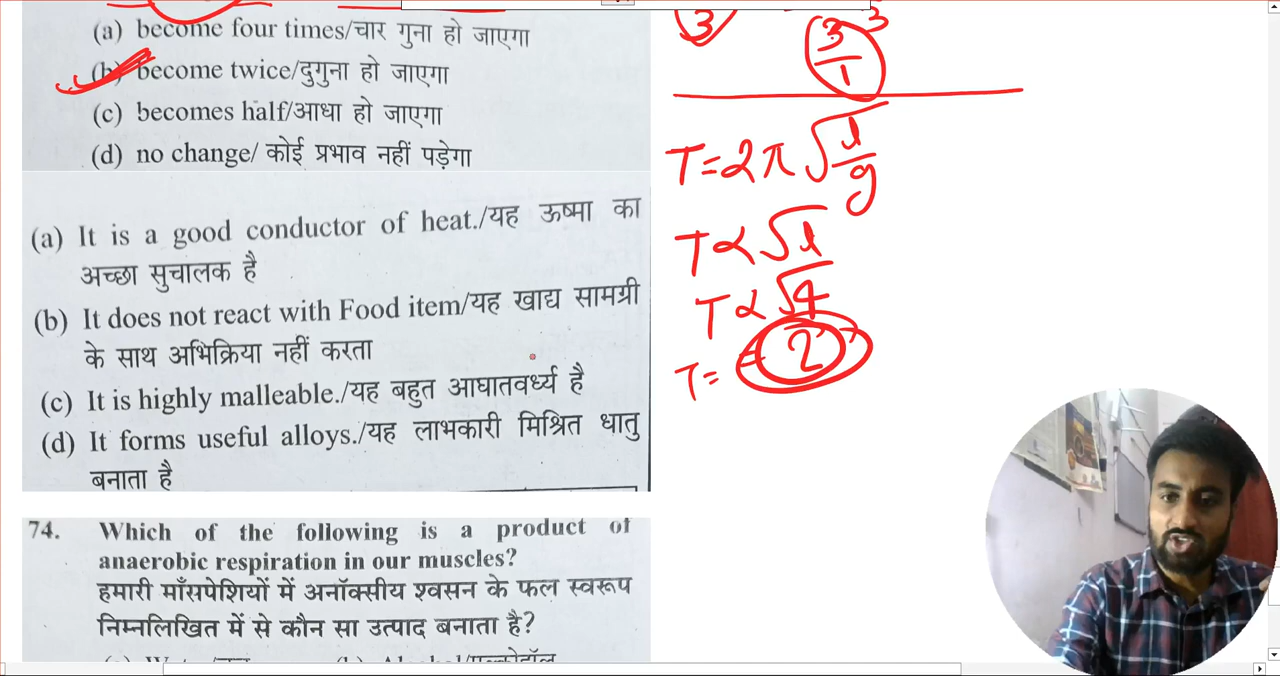 (a) become four times/चार गुना हो जाएगा
(b) become twice/दुगुना हो जाएगा
(c) becomes half/आधा हो जाएगा
(d) no change/ कोई प्रभाव नहीं पड़ेगा
(a) It is a good conductor of heat./यह ऊष्मा का
अच्छा सुचालक है
(b) It does not react with Food item/यह खाद्य सामग्री
के साथ अभिक्रिया नहीं करता
(c) It is highly malleable./यह बहुत आघातवर्ध्य है
(d) It forms useful alloys./यह लाभकारी मिश्रित धातु
बनाता है
74. Which of the following is a product of
anaerobic respiration in our muscles?
हमारी माँसपेशियों में अनॉक्सीय श्वसन के फल स्वरूप
निम्नलिखित में से कौन सा उत्पाद बनाता है?
3
3/1
T=2π√l/g
T∝√l
T∝√4
T= 2